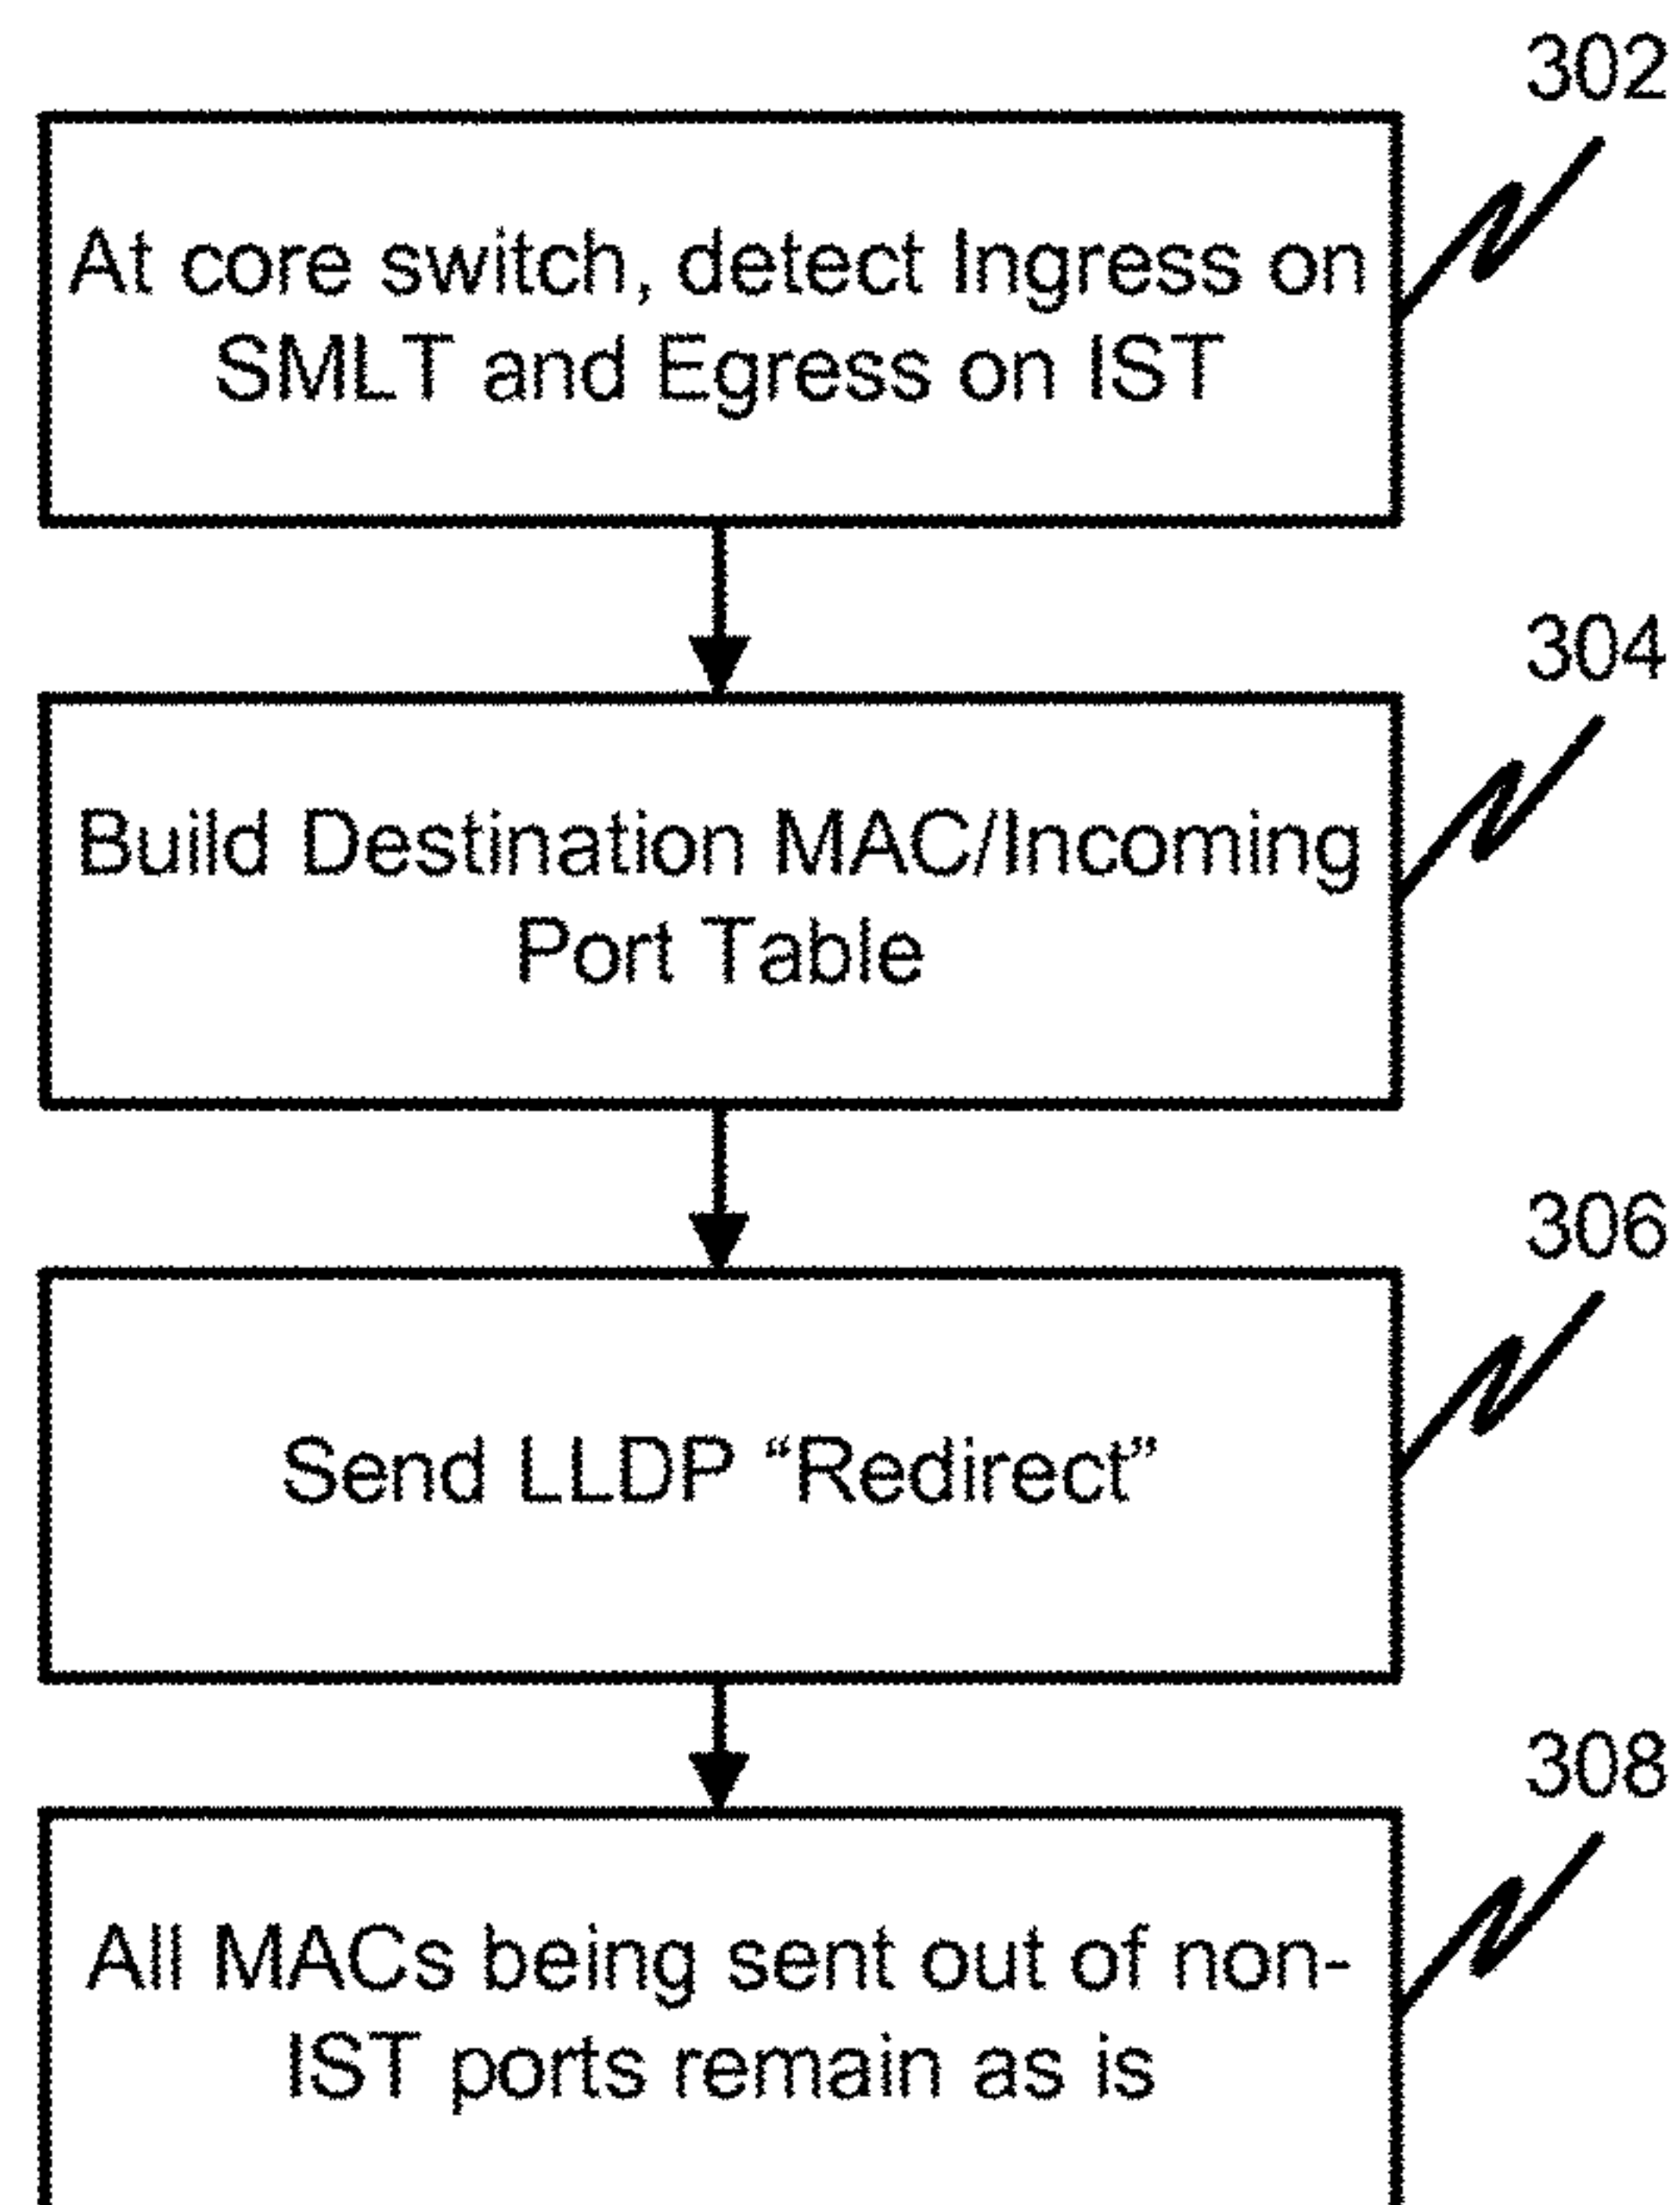 302
At core switch, detect Ingress on
SMLT and Egress on IST
304
Build Destination MAC/Incoming
Port Table
306
Send LLDP “Redirect”
308
All MACs being sent out of non-
IST ports remain as is